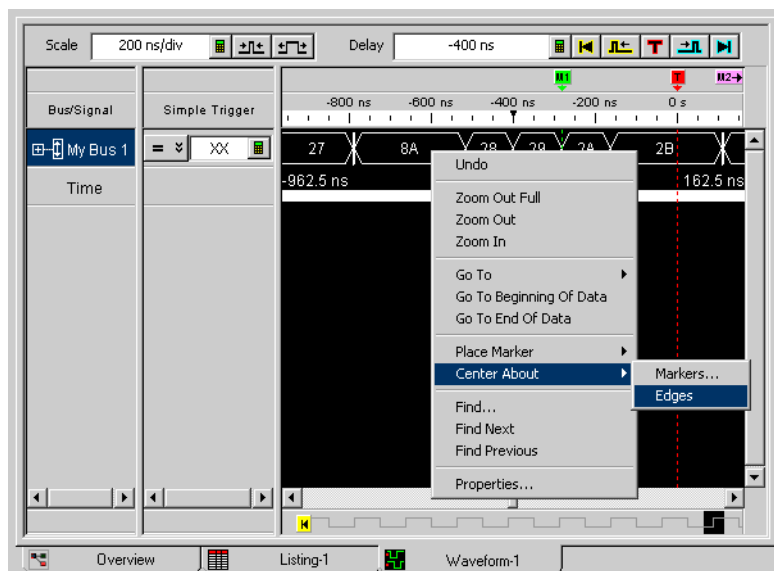 Scale 200 ns/div Delay -400 ns T
M1 T M2
Bus/Signal Simple Trigger -800 ns -600 ns -400 ns -200 ns 0 s
My Bus 1 = XX 27 8A 28 29 2A 2B
Time -962.5 ns 162.5 ns
Undo
Zoom Out Full
Zoom Out
Zoom In
Go To
Go To Beginning Of Data
Go To End Of Data
Place Marker
Center About
Markers...
Edges
Find...
Find Next
Find Previous
Properties...
Overview Listing-1 Waveform-1